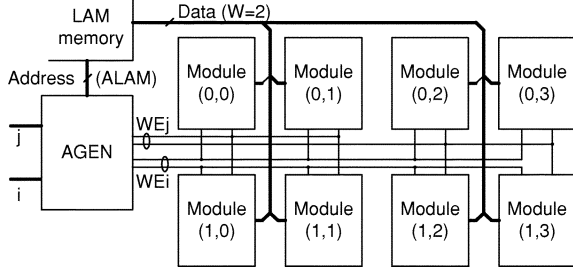 LAM
memory
Data (W=2)
Address (ALAM)
j
AGEN
i
WEj
WEi
Module
(0,0)
Module
(0,1)
Module
(0,2)
Module
(0,3)
Module
(1,0)
Module
(1,1)
Module
(1,2)
Module
(1,3)